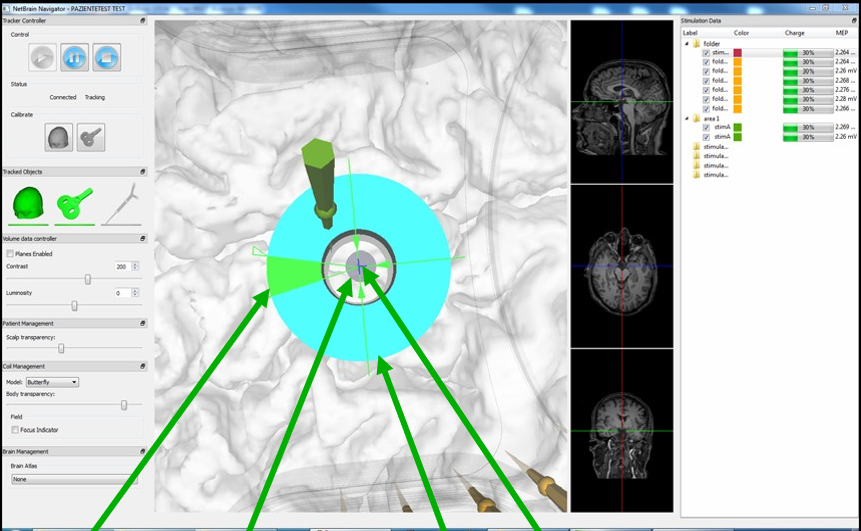 NetBrain Navigator - PAZIENTETEST TEST
Tracker Controller
Control
Status
Connected Tracking
Calibrate
Tracked Objects
Volume data controller
Planes Enabled
Contrast 200
Luminosity 0
Patient Management
Scalp transparency:
Coil Management
Model: Butterfly
Body transparency:
Field
Focus Indicator
Brain Management
Brain Atlas
None
Stimulation Data
Label Color Charge MEP
folder
stim... 30% 2.264 ...
fold... 30% 2.264 ...
fold... 30% 2.26 mV
fold... 30% 2.268 ...
fold... 30% 2.276 ...
fold... 30% 2.28 mV
fold... 30% 2.266 ...
area 1
stimA 30% 2.269 ...
stimA 30% 2.26 mV
stimula...
stimula...
stimula...
stimula...